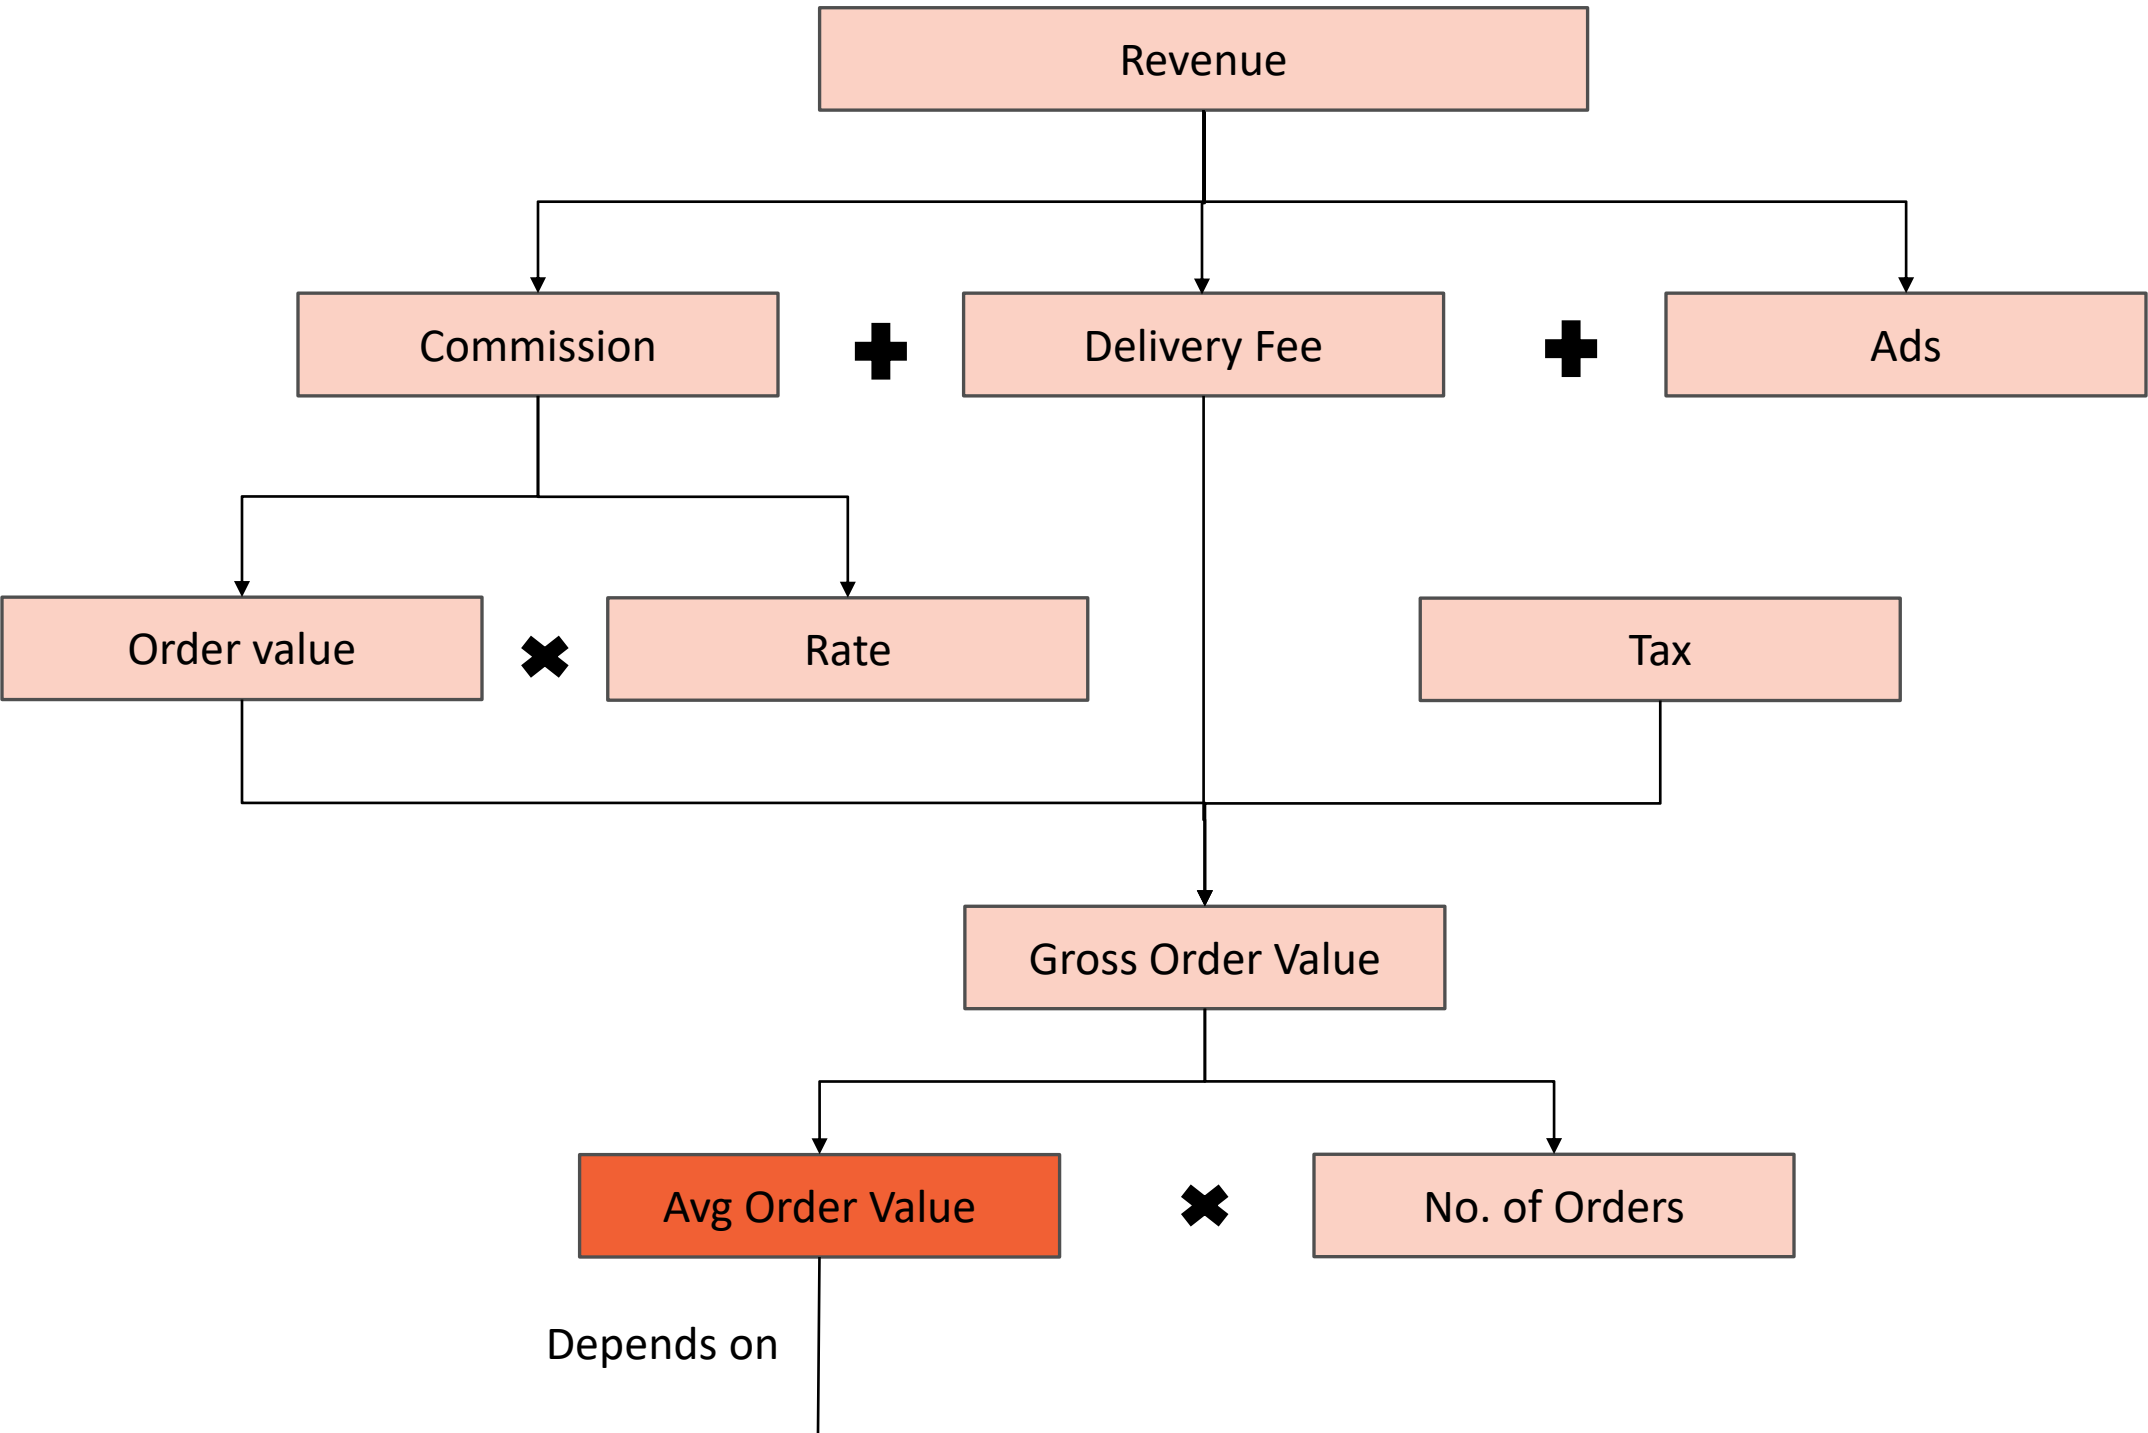 Revenue
Commission
Delivery Fee
Ads
Order value
Rate
Tax
Gross Order Value
Avg Order Value
No. of Orders
Depends on